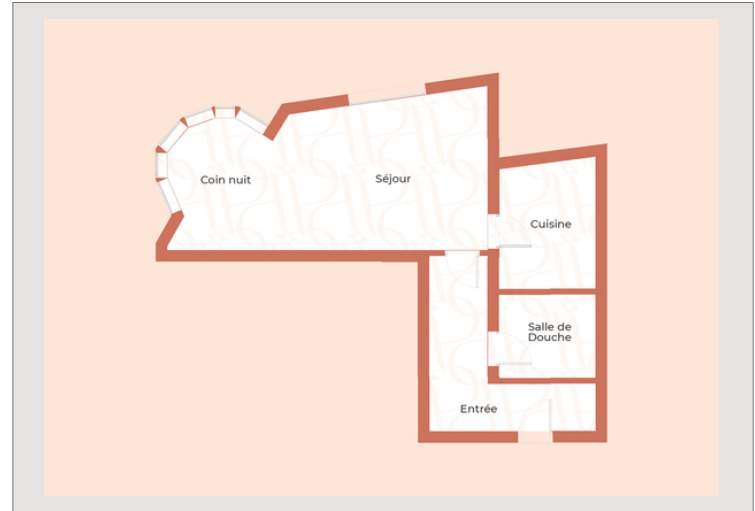 Coin nuit
Séjour
Cuisine
Salle de
Douche
Entrée